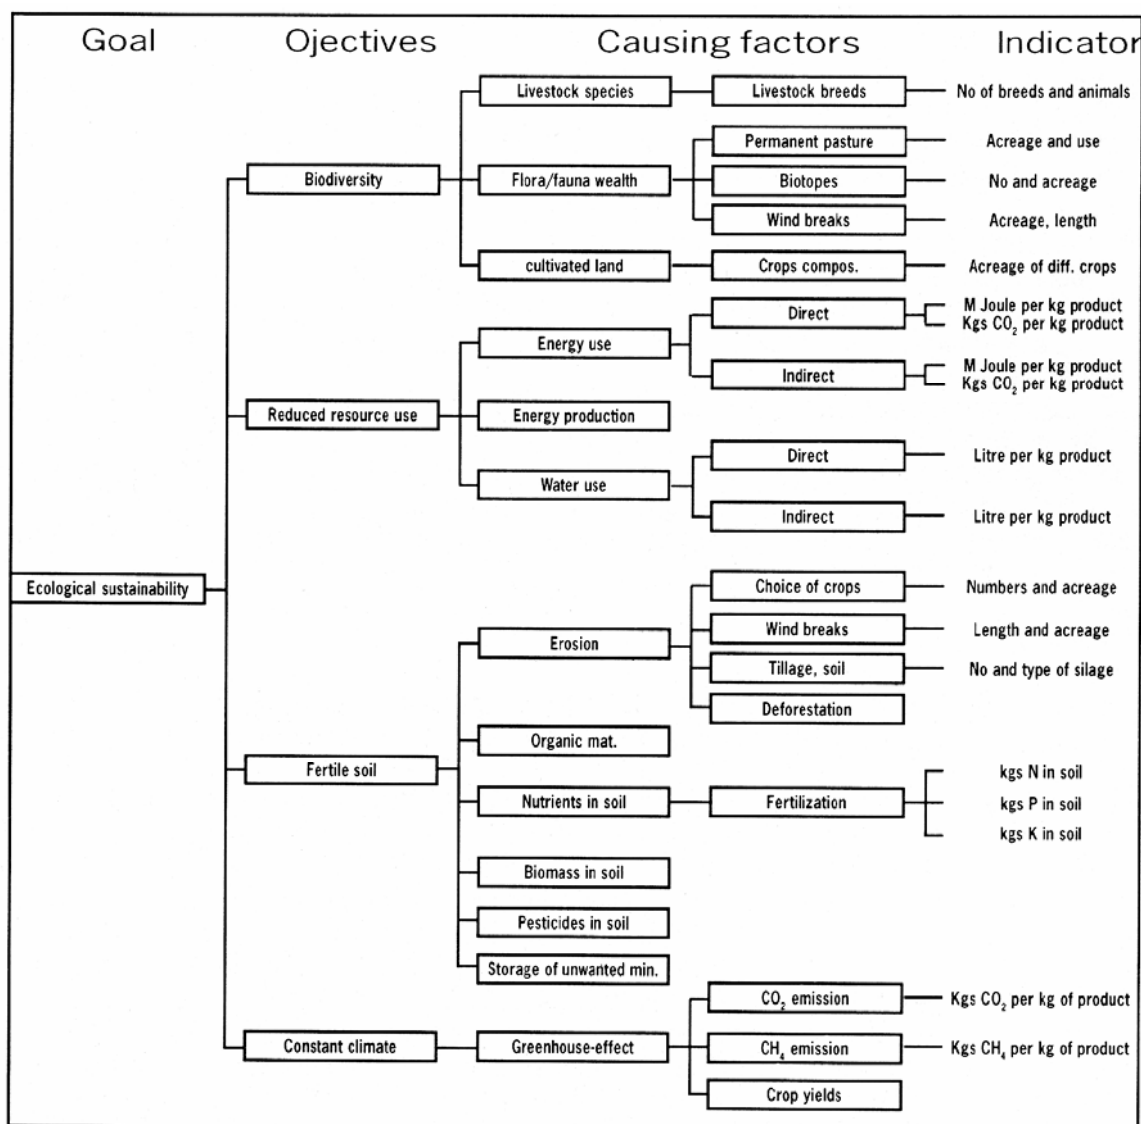 Goal
Ojectives
Causing factors
Indicator
Livestock species
Livestock breeds
No of breeds and animals
Permanent pasture
Acreage and use
Biodiversity
Flora/fauna wealth
Biotopes
No and acreage
Wind breaks
Acreage, length
cultivated land
Crops compos.
Acreage of diff. crops
Energy use
Direct
M Joule per kg product
Kgs CO₂ per kg product
Indirect
M Joule per kg product
Kgs CO₂ per kg product
Reduced resource use
Energy production
Water use
Direct
Litre per kg product
Indirect
Litre per kg product
Ecological sustainability
Choice of crops
Numbers and acreage
Erosion
Wind breaks
Length and acreage
Tillage, soil
No and type of silage
Deforestation
Organic mat.
Fertile soil
Nutrients in soil
Fertilization
kgs N in soil
kgs P in soil
kgs K in soil
Biomass in soil
Pesticides in soil
Storage of unwanted min.
CO₂ emission
Kgs CO₂ per kg of product
Constant climate
Greenhouse-effect
CH₄ emission
Kgs CH₄ per kg of product
Crop yields